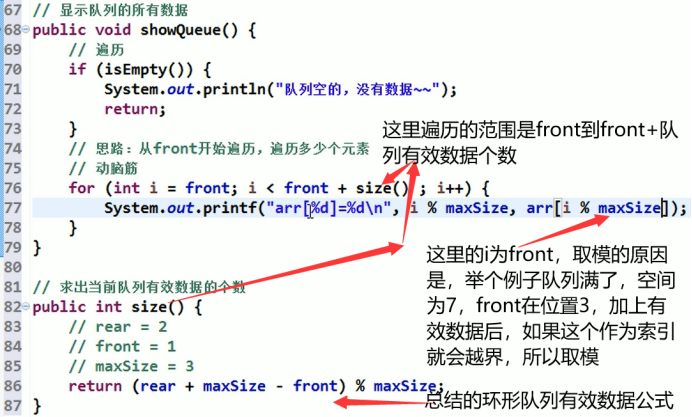 67 // 显示队列的所有数据
68 public void showQueue() {
69 // 遍历
70 if (isEmpty()) {
71 System.out.println("队列空的，没有数据~~");
72 return;
73 }
74 // 思路：从front开始遍历，遍历多少个元素
75 // 动脑筋
76 for (int i = front; i < front + size() ; i++) {
77 System.out.printf("arr[%d]=%d\n", i % maxSize, arr[i % maxSize]);
78 }
79 }
80
81 // 求出当前队列有效数据的个数
82 public int size() {
83 // rear = 2
84 // front = 1
85 // maxSize = 3
86 return (rear + maxSize - front) % maxSize;
87 }
这里遍历的范围是front到front+队
列有效数据个数
这里的i为front，取模的原因
是，举个例子队列满了，空间
为7，front在位置3，加上有
效数据后，如果这个作为索引
就会越界，所以取模
总结的环形队列有效数据公式